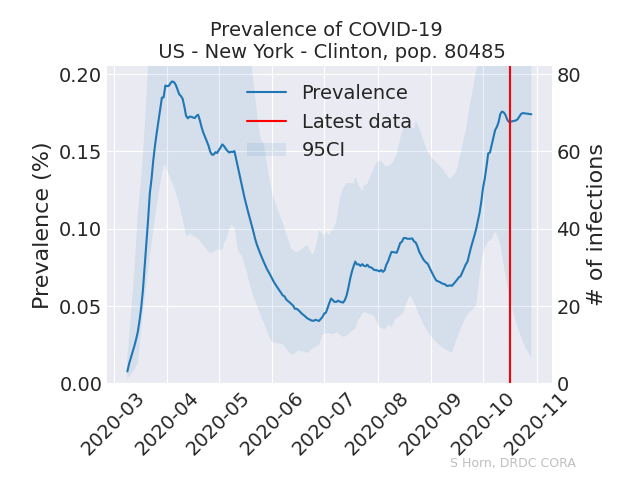 Prevalence of COVID-19
US - New York - Clinton, pop. 80485
Prevalence (%)
0.20
0.15
0.10
0.05
0.00
Prevalence
Latest data
95CI
80
60
40
20
0
# of infections
2020-03
2020-04
2020-05
2020-06
2020-07
2020-08
2020-09
2020-10
2020-11
S Horn, DRDC CORA